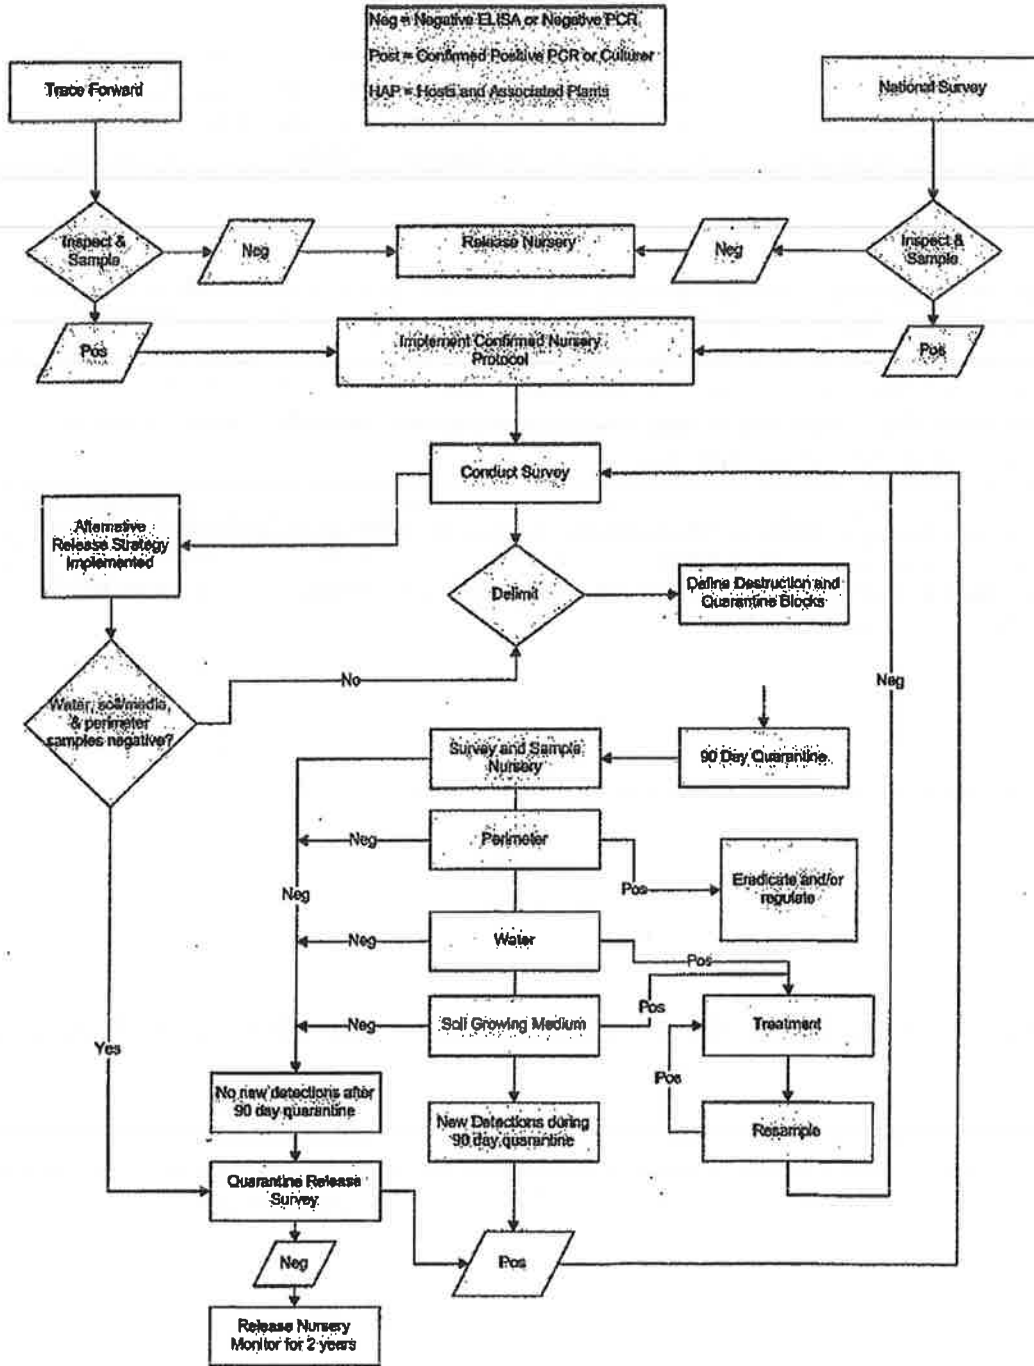 Neg = Negative ELISA or Negative PCR
Post = Confirmed Positive PCR or Culturer
HAP = Hosts and Associated Plants
Trace Forward
National Survey
Inspect &
Sample
Neg
Release Nursery
Neg
Inspect &
Sample
Pos
Implement Confirmed Nursery
Protocol
Pos
Conduct Survey
Alternative
Release Strategy
Implemented
Delimit
Define Destruction and
Quarantine Blocks
No
Neg
Water, soil/media,
& perimeter
samples negative?
Survey and Sample
Nursery
90 Day Quarantine
Neg
Perimeter
Pos
Eradicate and/or
regulate
Neg
Neg
Water
Pos
Neg
Soil Growing Medium
Pos
Treatment
Yes
Pos
No new detections after
90 day quarantine
New Detections during
90 day quarantine
Resample
Quarantine Release
Survey
Neg
Pos
Release Nursery
Monitor for 2 years